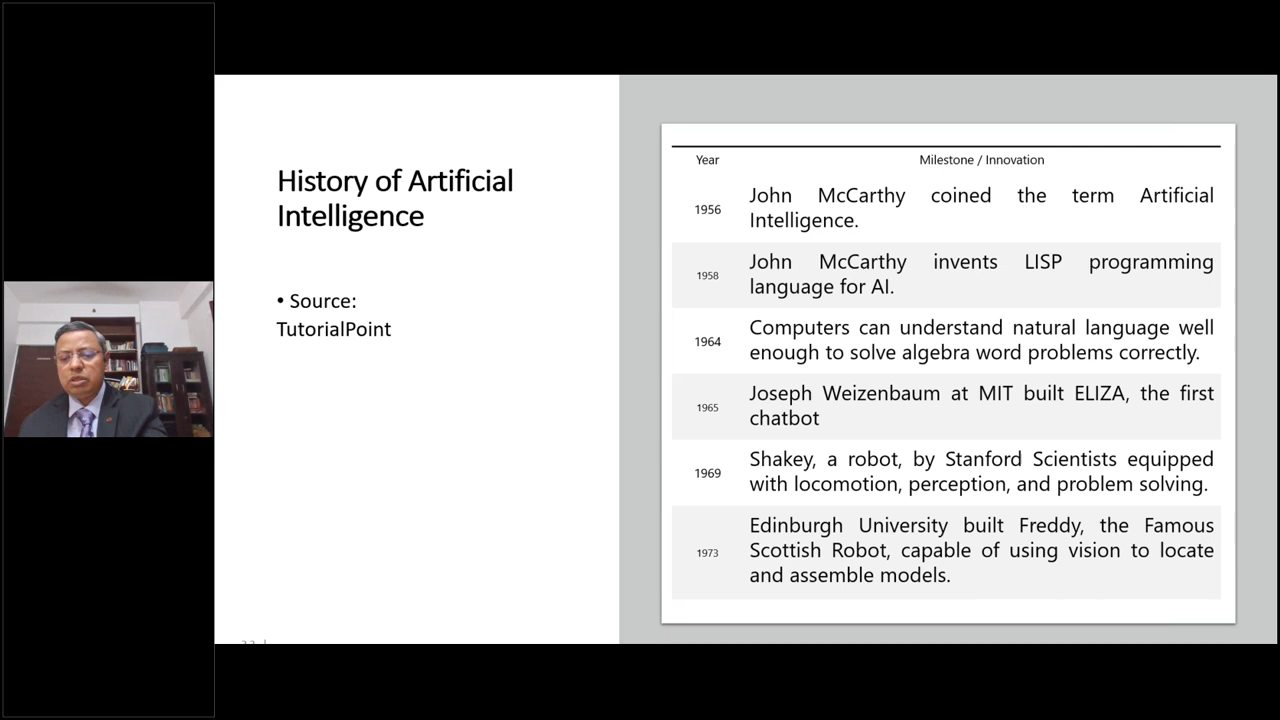 History of Artificial
Intelligence
• Source:
TutorialPoint
Year Milestone / Innovation
1956 John McCarthy coined the term Artificial
Intelligence.
1958 John McCarthy invents LISP programming
language for AI.
1964 Computers can understand natural language well
enough to solve algebra word problems correctly.
1965 Joseph Weizenbaum at MIT built ELIZA, the first
chatbot
1969 Shakey, a robot, by Stanford Scientists equipped
with locomotion, perception, and problem solving.
1973 Edinburgh University built Freddy, the Famous
Scottish Robot, capable of using vision to locate
and assemble models.